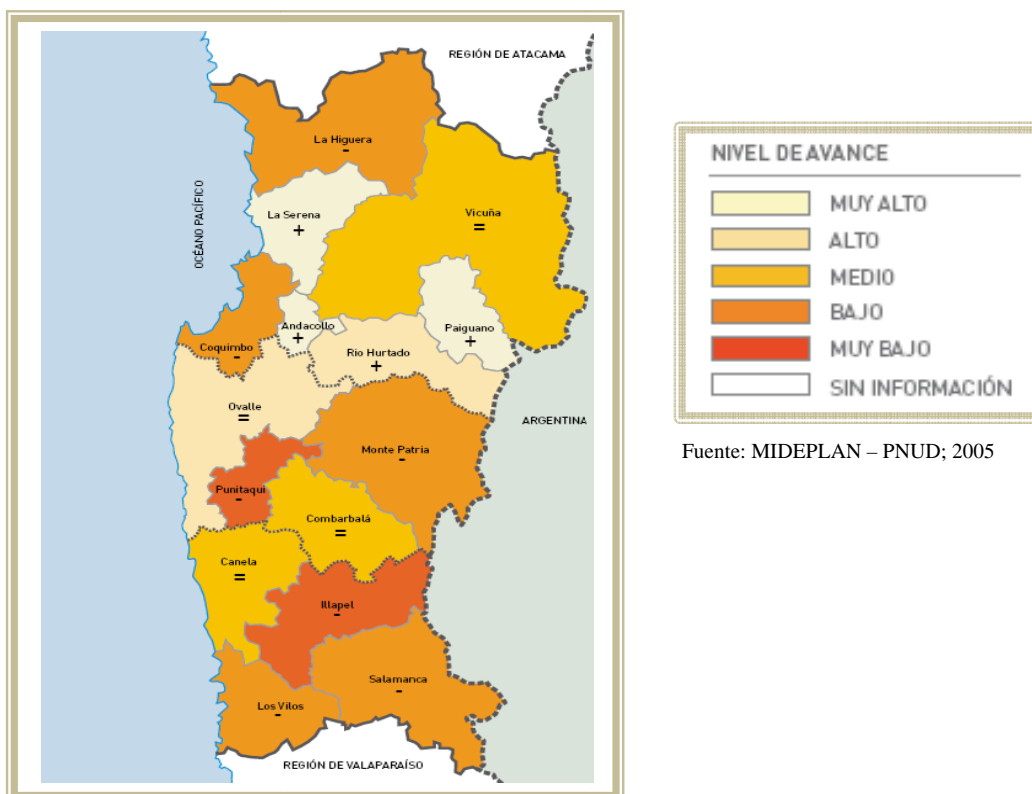 REGIÓN DE ATACAMA
La Higuera
-
OCÉANO PACÍFICO
La Serena
+
Vicuña
=
Andacollo
+
Paiguano
+
Coquimbo
-
Rio Hurtado
+
Ovalle
=
ARGENTINA
Monte Patria
-
Punitaqui
-
Combarbalá
=
Canela
=
Illapel
-
Salamanca
-
Los Vilos
-
REGIÓN DE VALPARAÍSO
NIVEL DE AVANCE
MUY ALTO
ALTO
MEDIO
BAJO
MUY BAJO
SIN INFORMACIÓN
Fuente: MIDEPLAN – PNUD; 2005